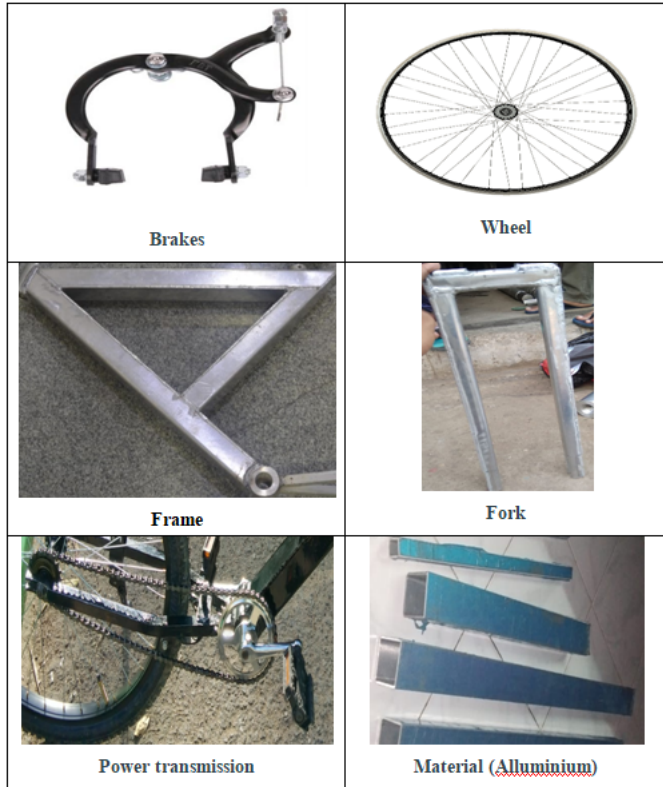 Brakes
Wheel
Frame
Fork
Power transmission
Material (Alluminium)